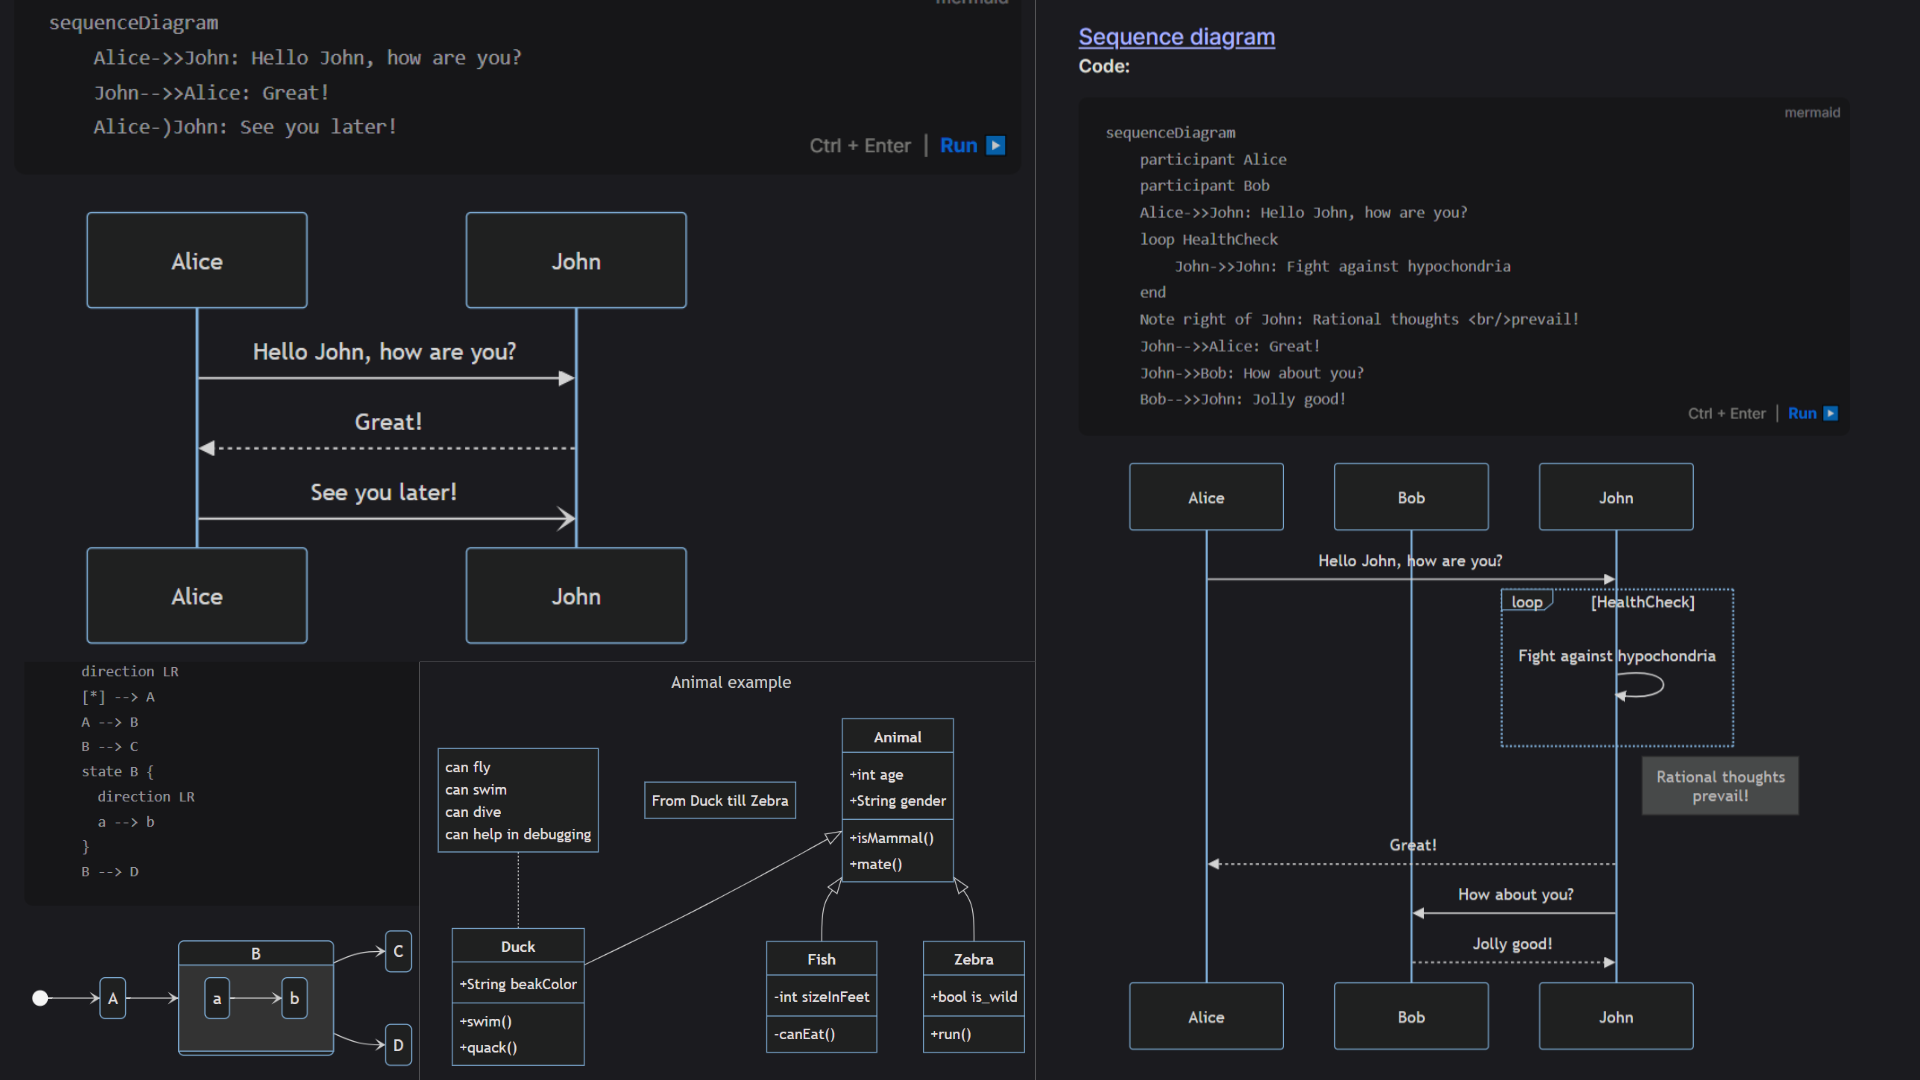 mermaid
sequenceDiagram
    Alice->>John: Hello John, how are you?
    John-->>Alice: Great!
    Alice-)John: See you later!
Ctrl + Enter | Run
Alice
John
Hello John, how are you?
Great!
See you later!
Alice
John
direction LR
[*] --> A
A --> B
B --> C
state B {
  direction LR
  a --> b
}
B --> D
A
B
a
b
C
D
Animal example
can fly
can swim
can dive
can help in debugging
From Duck till Zebra
Animal
+int age
+String gender
+isMammal()
+mate()
Duck
+String beakColor
+swim()
+quack()
Fish
-int sizeInFeet
-canEat()
Zebra
+bool is_wild
+run()
Sequence diagram
Code:
mermaid
sequenceDiagram
    participant Alice
    participant Bob
    Alice->>John: Hello John, how are you?
    loop HealthCheck
        John->>John: Fight against hypochondria
    end
    Note right of John: Rational thoughts <br/>prevail!
    John-->>Alice: Great!
    John->>Bob: How about you?
    Bob-->>John: Jolly good!
Ctrl + Enter | Run
Alice
Bob
John
Hello John, how are you?
loop
[HealthCheck]
Fight against hypochondria
Rational thoughts
prevail!
Great!
How about you?
Jolly good!
Alice
Bob
John